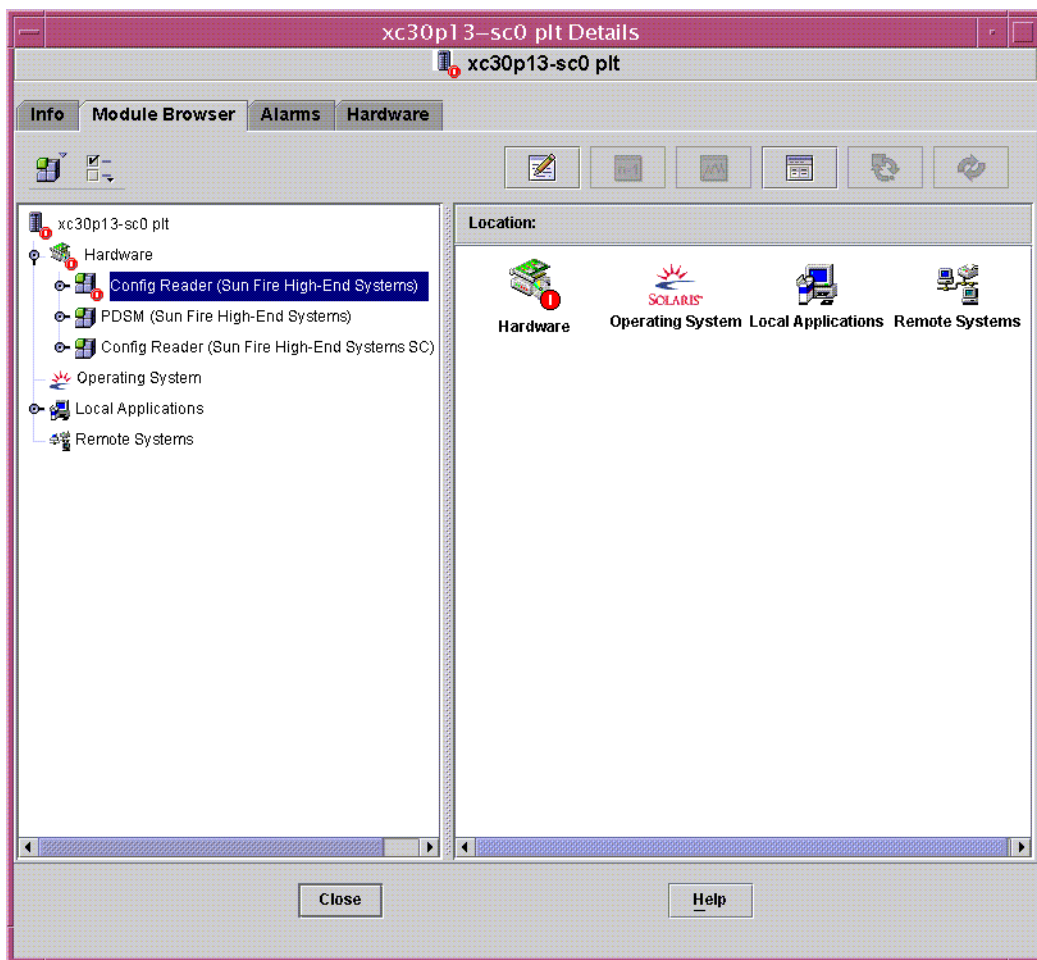 xc30p13–sc0 plt Details
xc30p13-sc0 plt
Info Module Browser Alarms Hardware
xc30p13-sc0 plt
Hardware
Config Reader (Sun Fire High-End Systems)
PDSM (Sun Fire High-End Systems)
Config Reader (Sun Fire High-End Systems SC)
Operating System
Local Applications
Remote Systems
Location:
SOLARIS
Hardware Operating System Local Applications Remote Systems
Close Help